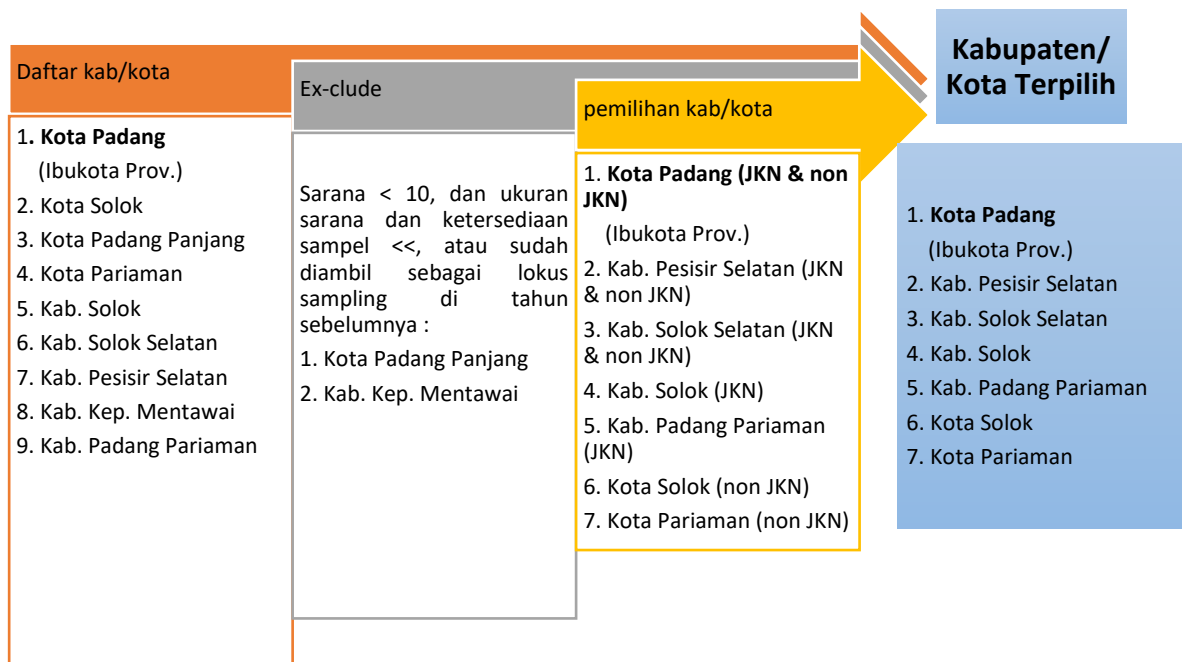 Daftar kab/kota
1. Kota Padang
(Ibukota Prov.)
2. Kota Solok
3. Kota Padang Panjang
4. Kota Pariaman
5. Kab. Solok
6. Kab. Solok Selatan
7. Kab. Pesisir Selatan
8. Kab. Kep. Mentawai
9. Kab. Padang Pariaman
Ex-clude
Sarana < 10, dan ukuran
sarana dan ketersediaan
sampel <<, atau sudah
diambil sebagai lokus
sampling di tahun
sebelumnya :
1. Kota Padang Panjang
2. Kab. Kep. Mentawai
pemilihan kab/kota
1. Kota Padang (JKN & non
JKN)
(Ibukota Prov.)
2. Kab. Pesisir Selatan (JKN
& non JKN)
3. Kab. Solok Selatan (JKN
& non JKN)
4. Kab. Solok (JKN)
5. Kab. Padang Pariaman
(JKN)
6. Kota Solok (non JKN)
7. Kota Pariaman (non JKN)
Kabupaten/
Kota Terpilih
1. Kota Padang
(Ibukota Prov.)
2. Kab. Pesisir Selatan
3. Kab. Solok Selatan
4. Kab. Solok
5. Kab. Padang Pariaman
6. Kota Solok
7. Kota Pariaman